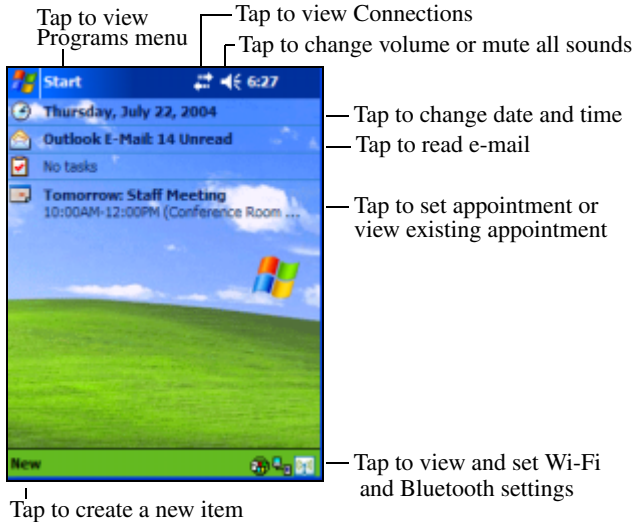 Tap to view
Programs menu
Tap to view Connections
Tap to change volume or mute all sounds
Start
6:27
Thursday, July 22, 2004
Tap to change date and time
Outlook E-Mail: 14 Unread
Tap to read e-mail
No tasks
Tomorrow: Staff Meeting
10:00AM-12:00PM (Conference Room ...
Tap to set appointment or
view existing appointment
New
Tap to view and set Wi-Fi
and Bluetooth settings
Tap to create a new item